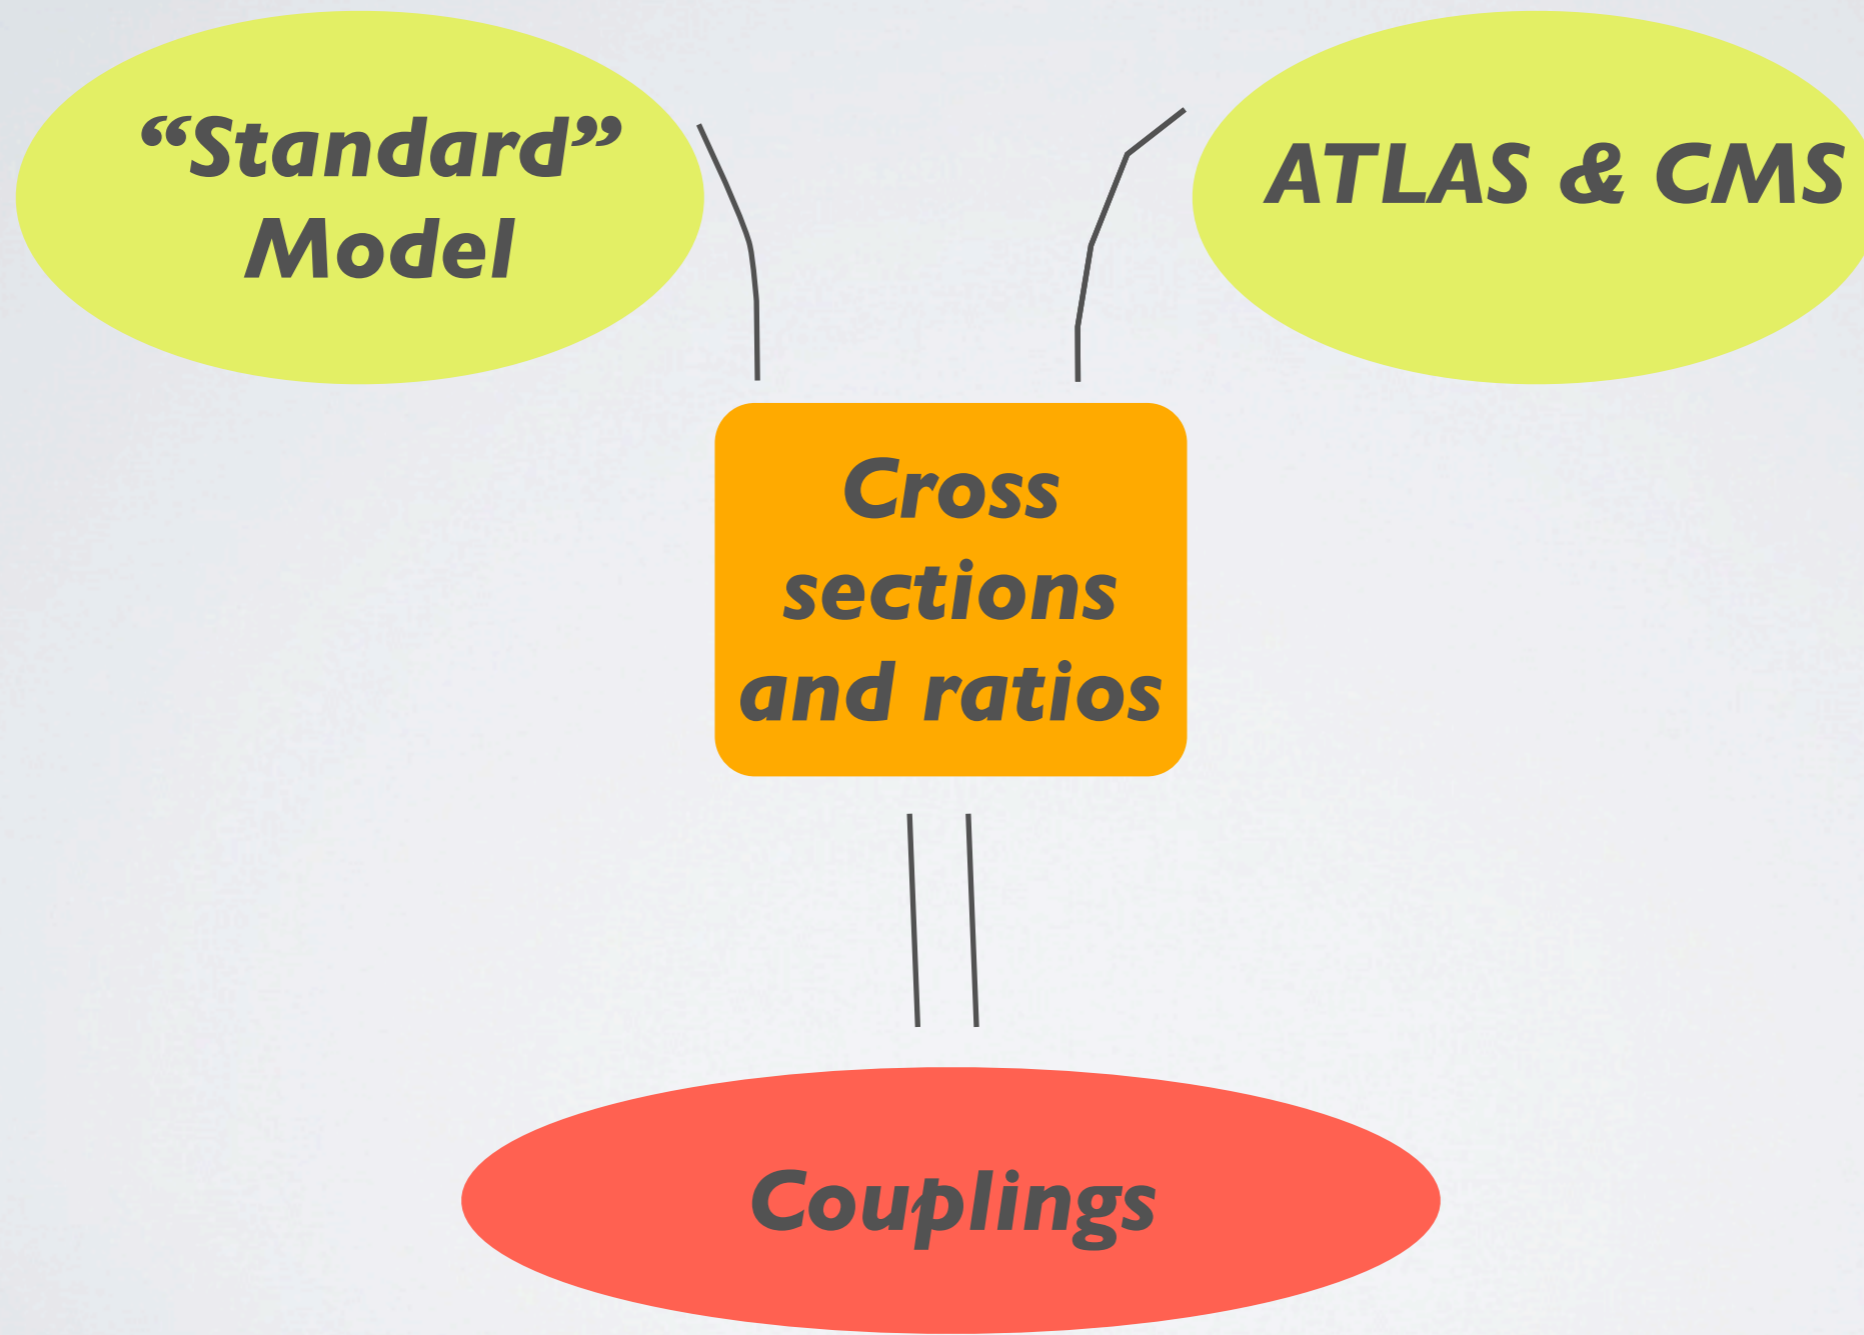 “Standard”
Model
ATLAS & CMS
Cross
sections
and ratios
Couplings